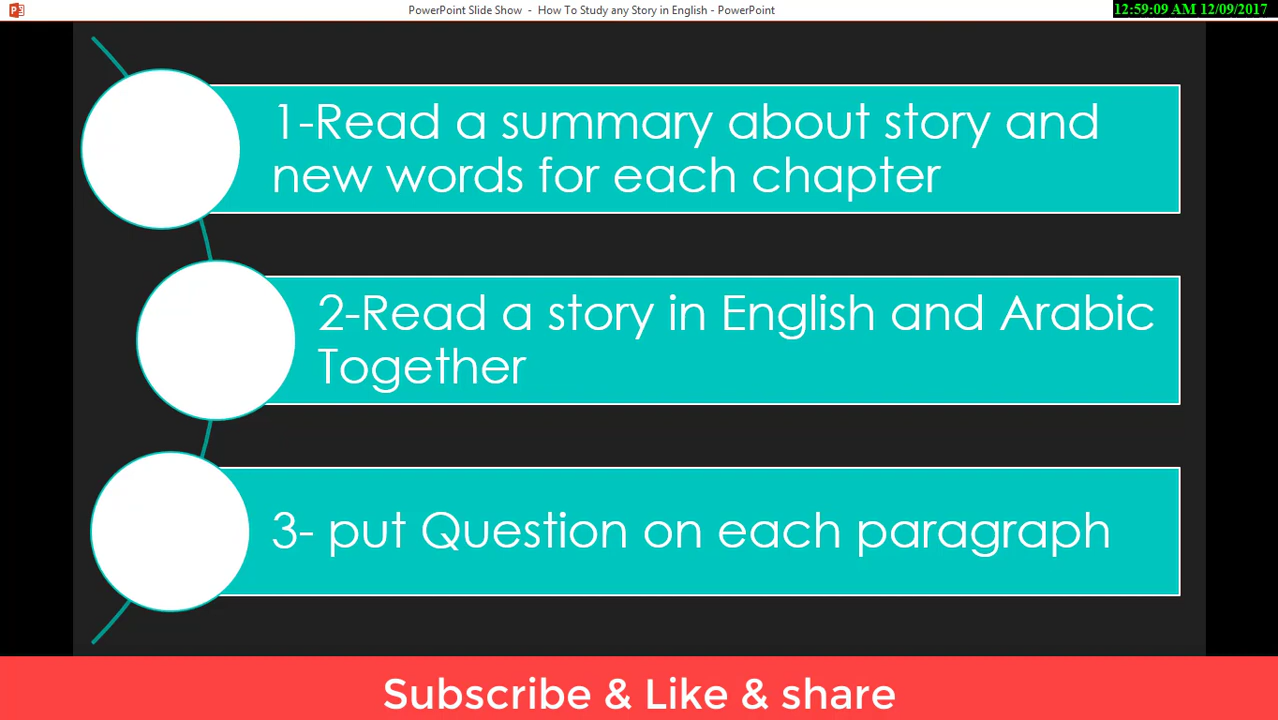 PowerPoint Slide Show - How To Study any Story in English - PowerPoint
12:59:09 AM 12/09/2017
1-Read a summary about story and
new words for each chapter
2-Read a story in English and Arabic
Together
3- put Question on each paragraph
Subscribe & Like & share